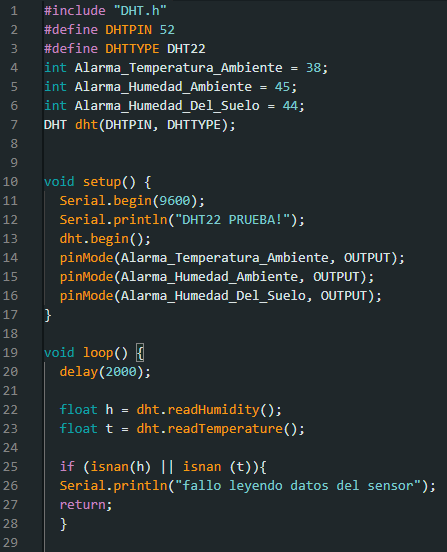 1 #include "DHT.h"
2 #define DHTPIN 52
3 #define DHTTYPE DHT22
4 int Alarma_Temperatura_Ambiente = 38;
5 int Alarma_Humedad_Ambiente = 45;
6 int Alarma_Humedad_Del_Suelo = 44;
7 DHT dht(DHTPIN, DHTTYPE);
8
9
10 void setup() {
11 Serial.begin(9600);
12 Serial.println("DHT22 PRUEBA!");
13 dht.begin();
14 pinMode(Alarma_Temperatura_Ambiente, OUTPUT);
15 pinMode(Alarma_Humedad_Ambiente, OUTPUT);
16 pinMode(Alarma_Humedad_Del_Suelo, OUTPUT);
17 }
18
19 void loop() {
20 delay(2000);
21
22 float h = dht.readHumidity();
23 float t = dht.readTemperature();
24
25 if (isnan(h) || isnan (t)){
26 Serial.println("fallo leyendo datos del sensor");
27 return;
28 }
29